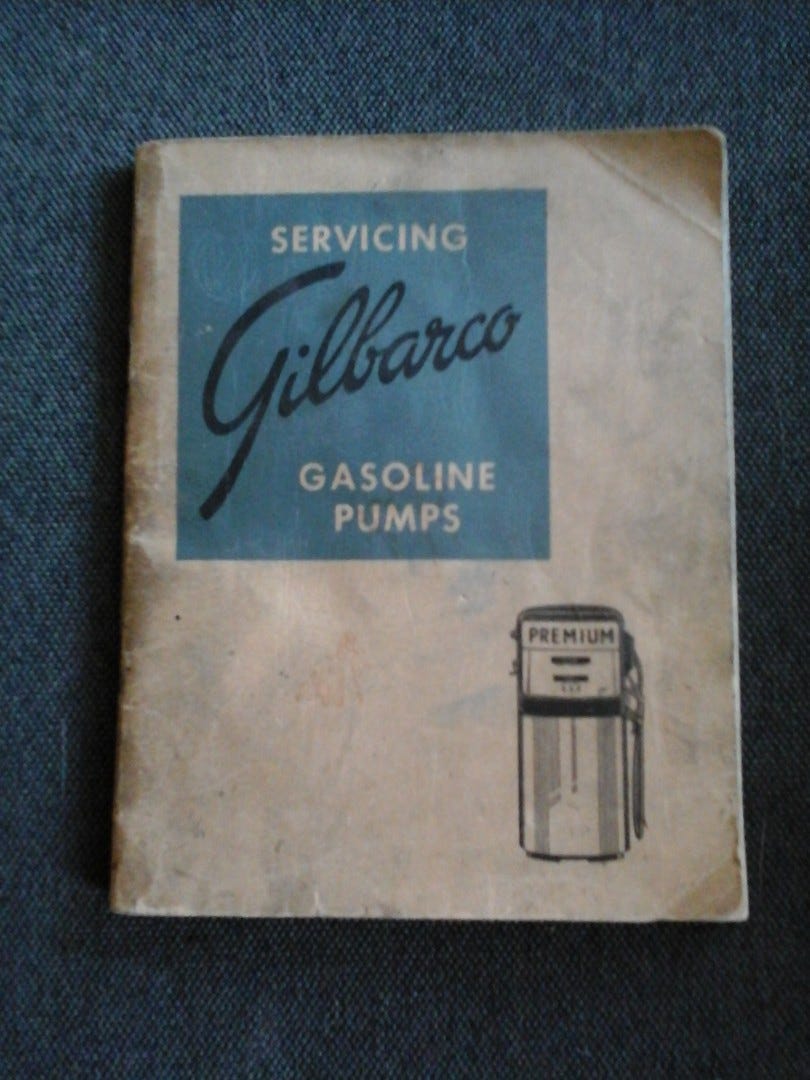 SERVICING
Gilbarco
GASOLINE
PUMPS
PREMIUM